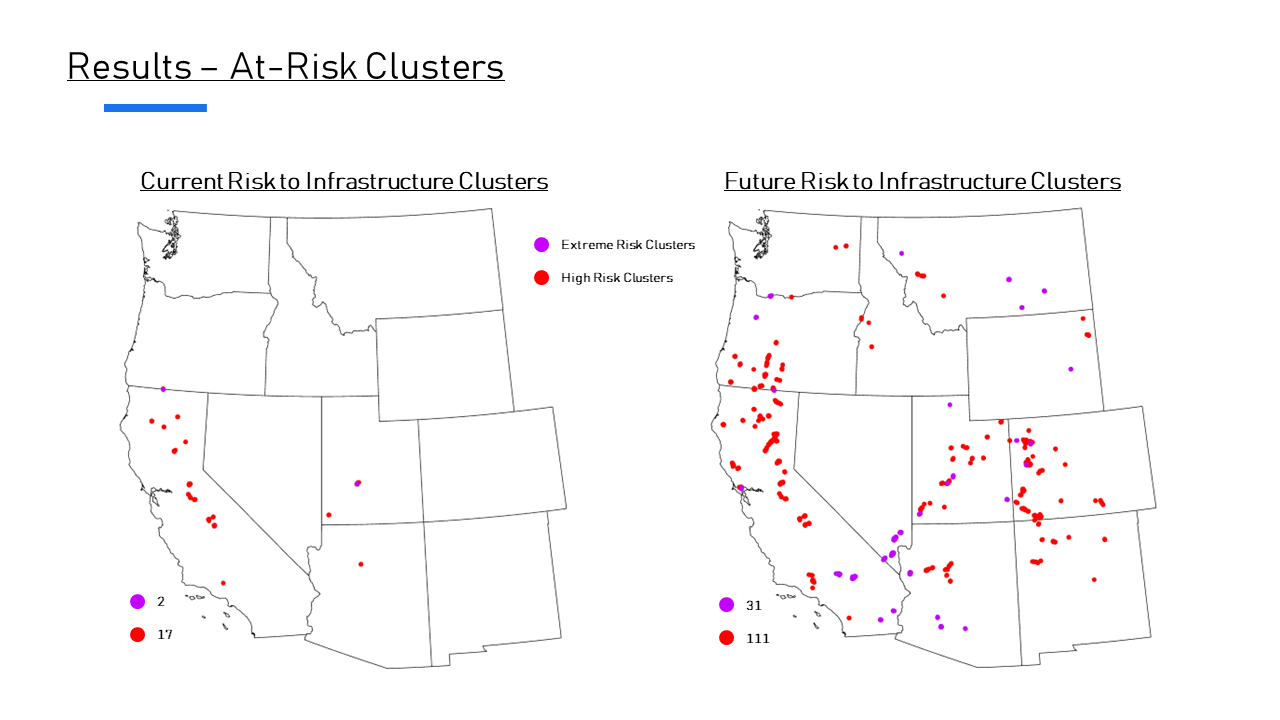 Results – At-Risk Clusters
Current Risk to Infrastructure Clusters
Future Risk to Infrastructure Clusters
Extreme Risk Clusters
High Risk Clusters
2
17
31
111